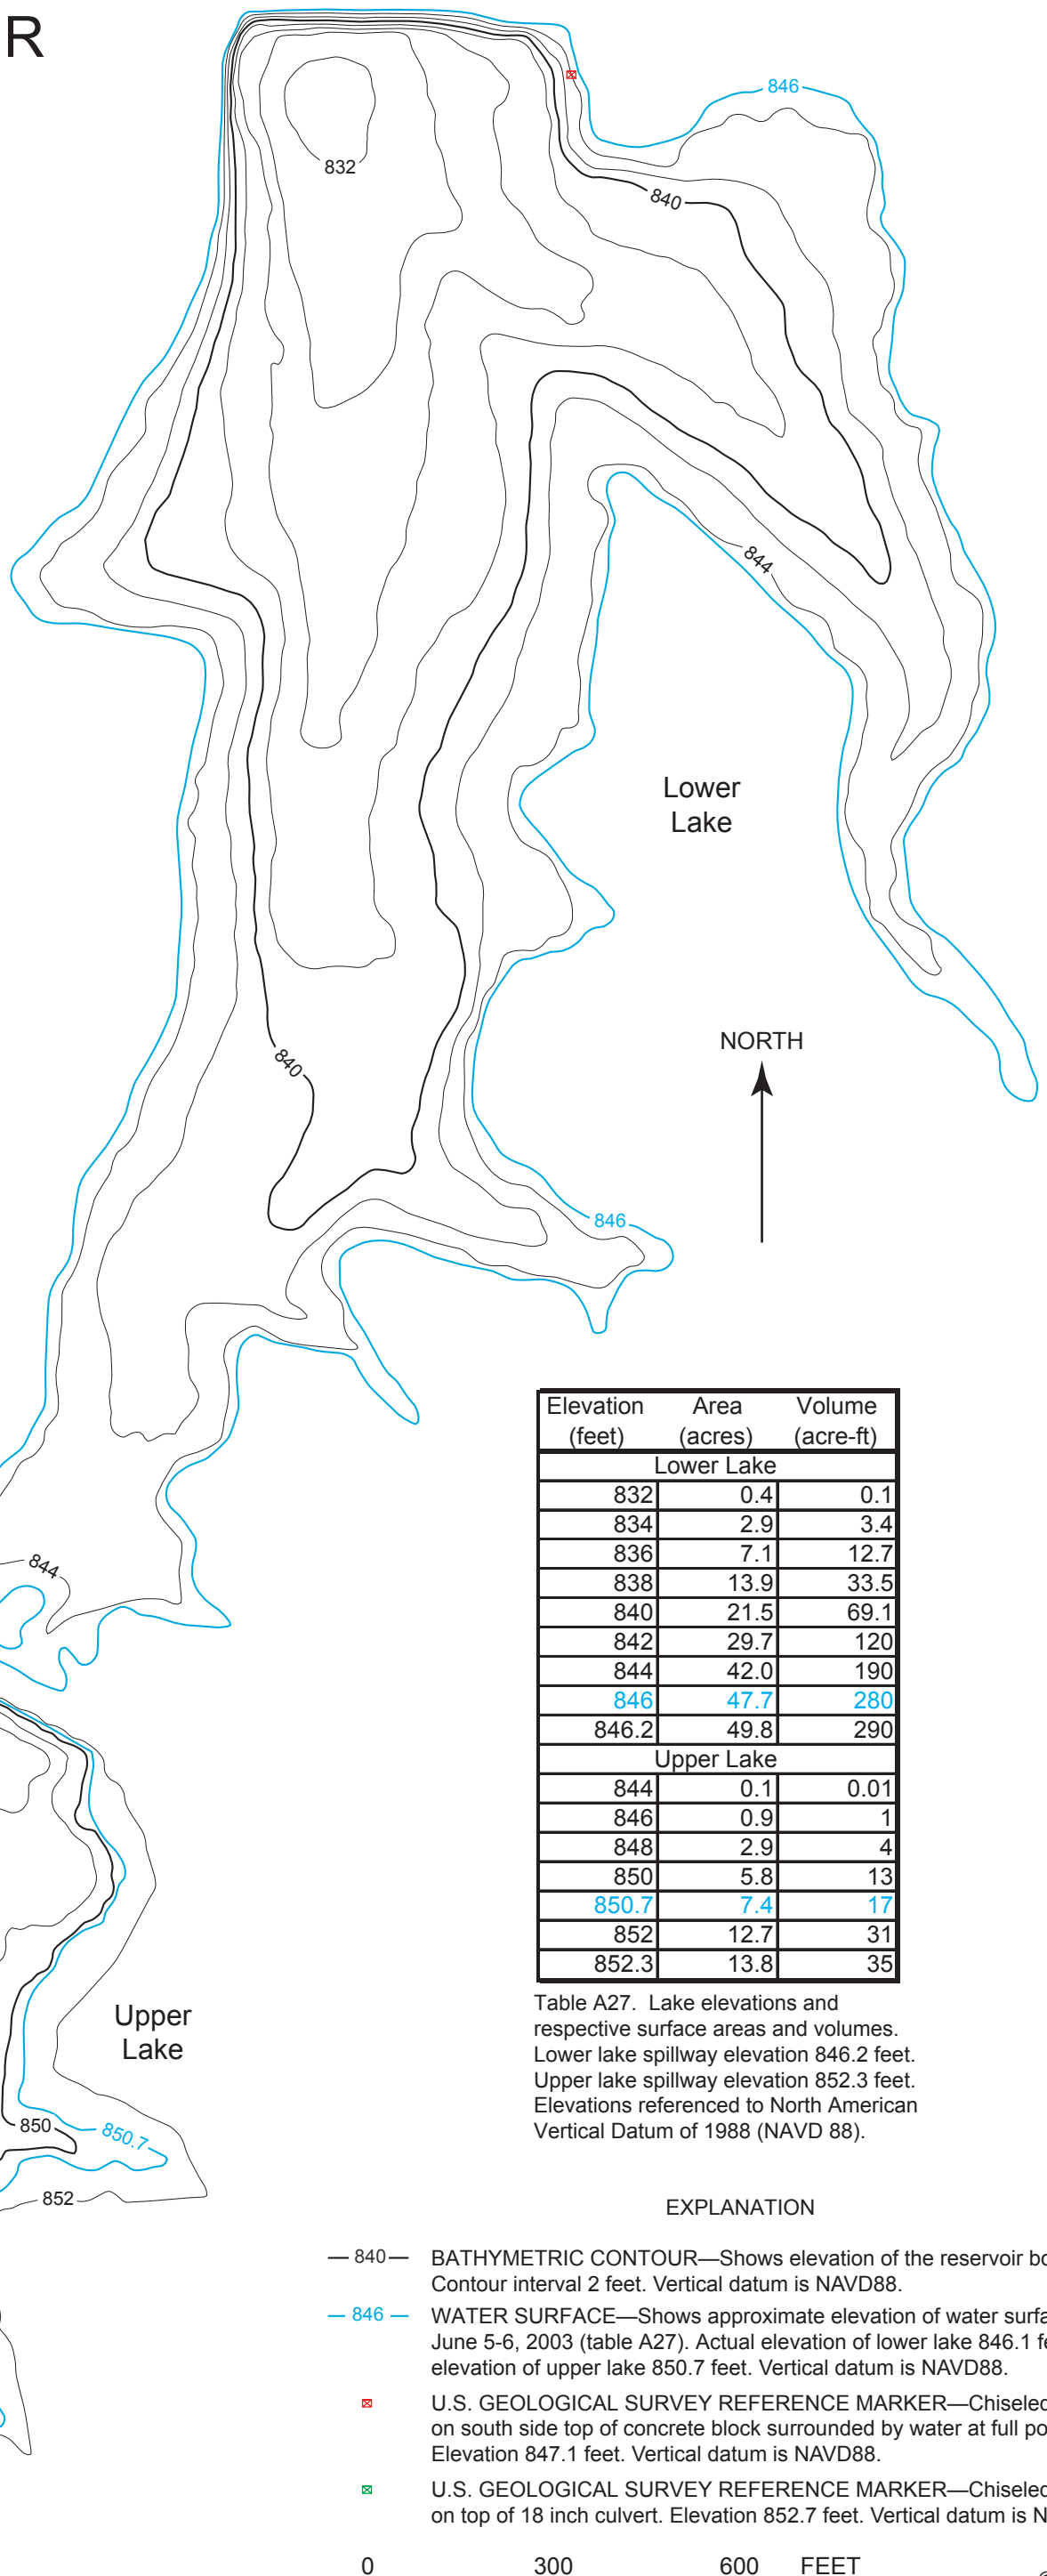 R
846
832
840
844
Lower
Lake
NORTH
840
846
Elevation Area Volume
(feet) (acres) (acre-ft)
Lower Lake
832 0.4 0.1
834 2.9 3.4
836 7.1 12.7
838 13.9 33.5
840 21.5 69.1
842 29.7 120
844 42.0 190
846 47.7 280
846.2 49.8 290
Upper Lake
844 0.1 0.01
846 0.9 1
848 2.9 4
850 5.8 13
850.7 7.4 17
852 12.7 31
852.3 13.8 35
844
Table A27. Lake elevations and
respective surface areas and volumes.
Lower lake spillway elevation 846.2 feet.
Upper lake spillway elevation 852.3 feet.
Elevations referenced to North American
Vertical Datum of 1988 (NAVD 88).
Upper
Lake
850
850.7
852
EXPLANATION
840 BATHYMETRIC CONTOUR—Shows elevation of the reservoir
Contour interval 2 feet. Vertical datum is NAVD88.
846 WATER SURFACE—Shows approximate elevation of water
June 5-6, 2003 (table A27). Actual elevation of lower lake 846.1
elevation of upper lake 850.7 feet. Vertical datum is NAVD88.
U.S. GEOLOGICAL SURVEY REFERENCE MARKER—Chiseled
on south side top of concrete block surrounded by water at full
Elevation 847.1 feet. Vertical datum is NAVD88.
U.S. GEOLOGICAL SURVEY REFERENCE MARKER—Chiseled
on top of 18 inch culvert. Elevation 852.7 feet. Vertical datum is
0 300 600 FEET